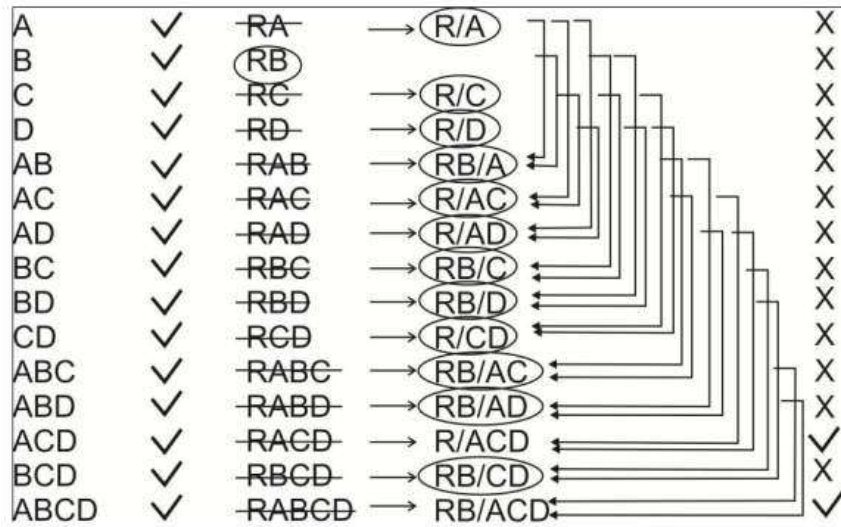 A ✓ RA → R/A X
B ✓ RB X
C ✓ RC → R/C X
D ✓ RD → R/D X
AB ✓ RAB → RB/A X
AC ✓ RAC → R/AC X
AD ✓ RAD → R/AD X
BC ✓ RBC → RB/C X
BD ✓ RBD → RB/D X
CD ✓ RCD → R/CD X
ABC ✓ RABC → RB/AC X
ABD ✓ RABD → RB/AD X
ACD ✓ RACD → R/ACD ✓
BCD ✓ RBCD → RB/CD X
ABCD ✓ RABCD → RB/ACD ✓